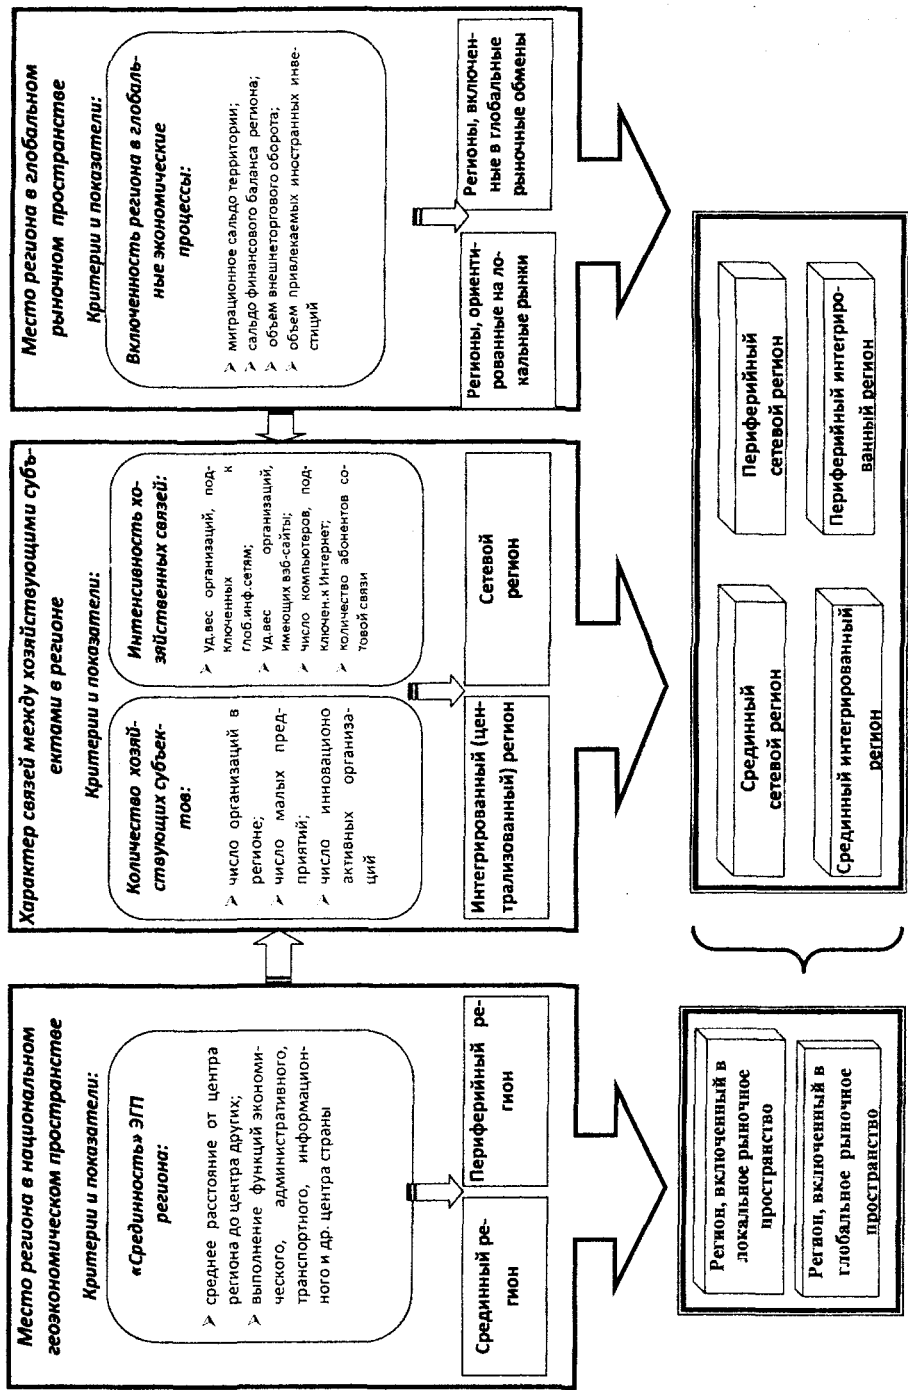 Место региона в национальном
геоэкономическом пространстве
Критерии и показатели:
«Срединность» ЭГП
региона:
среднее расстояние от центра
региона до центра других;
выполнение функций экономи-
ческого, административного,
транспортного, информацион-
ного и др. центра страны
Срединный ре-
гион
Периферийный ре-
гион
Характер связей между хозяйствующими субъ-
ектами в регионе
Критерии и показатели:
Количество хозяй-
ствующих субъек-
тов:
число организаций в
регионе;
число малых пред-
приятий;
число инновационо
активных организа-
ций
Интенсивность хо-
зяйственных связей:
уд.вес организаций, под-
ключенных к
глоб.инф.сетям;
уд.вес организаций,
имеющих вэб-сайты;
число компьютеров, под-
ключен.к Интернет;
количество абонентов со-
товой связи
Интегрированный (цен-
трализованный) регион
Сетевой
регион
Место региона в глобальном
рыночном пространстве
Критерии и показатели:
Включенность региона в глобаль-
ные экономические
процессы:
миграционное сальдо территории;
сальдо финансового баланса региона;
объем внешнеторгового оборота;
объем привлекаемых иностранных инве-
стиций
Регионы, ориенти-
рованные на ло-
кальные рынки
Регионы, включен-
ные в глобальные
рыночные обмены
Регион, включенный в
локальное рыночное
пространство
Регион, включенный в
глобальное рыночное
пространство
Срединный
сетевой регион
Периферийный
сетевой регион
Срединный интегрированный
регион
Периферийный интегриро-
ванный регион